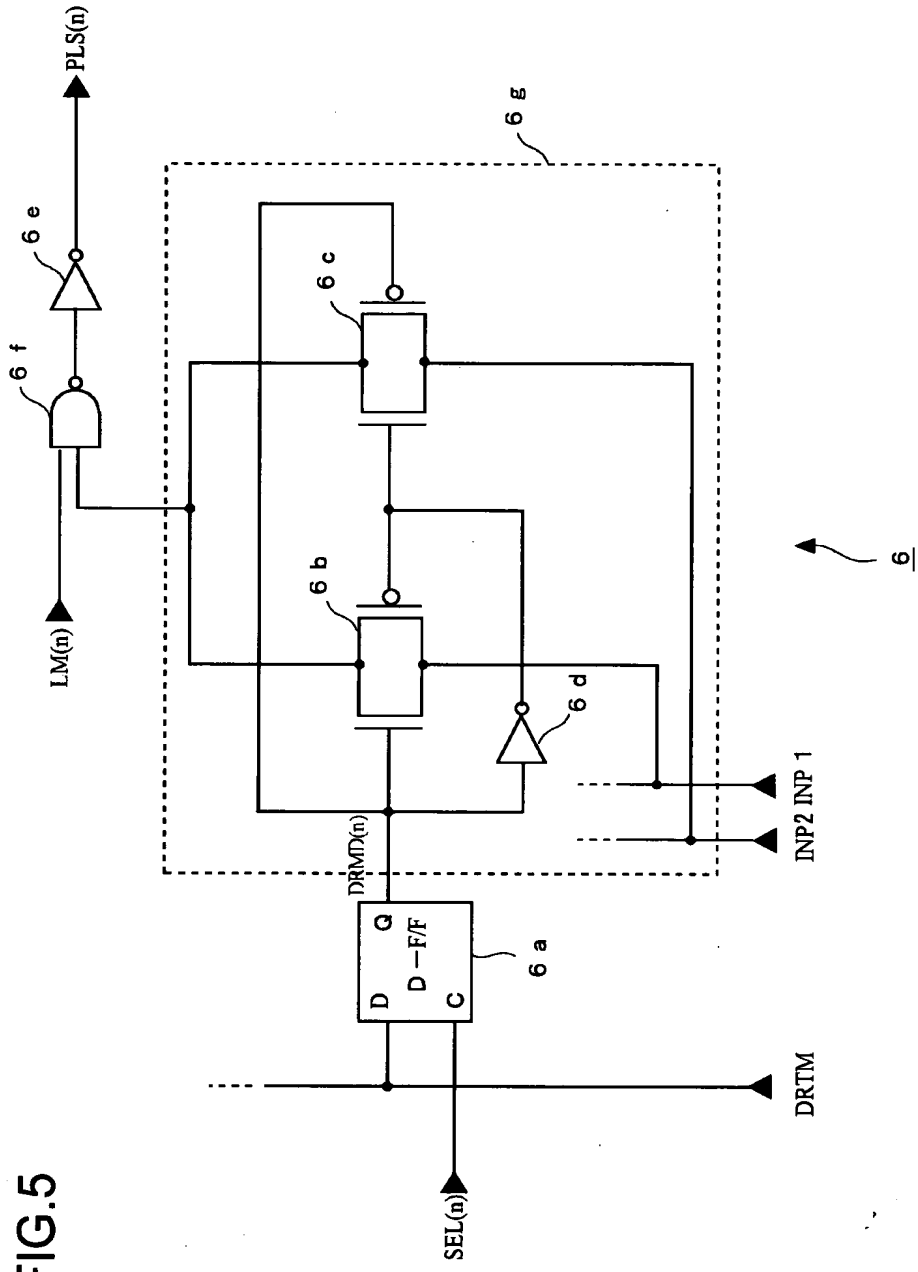 FIG.5
LM(n)
6 f
6 e
PLS(n)
6 b
6 c
6 g
DRMD(n)
D
Q
D-F/F
C
6 a
6 d
SEL(n)
DRTM
INP2
INP 1
6